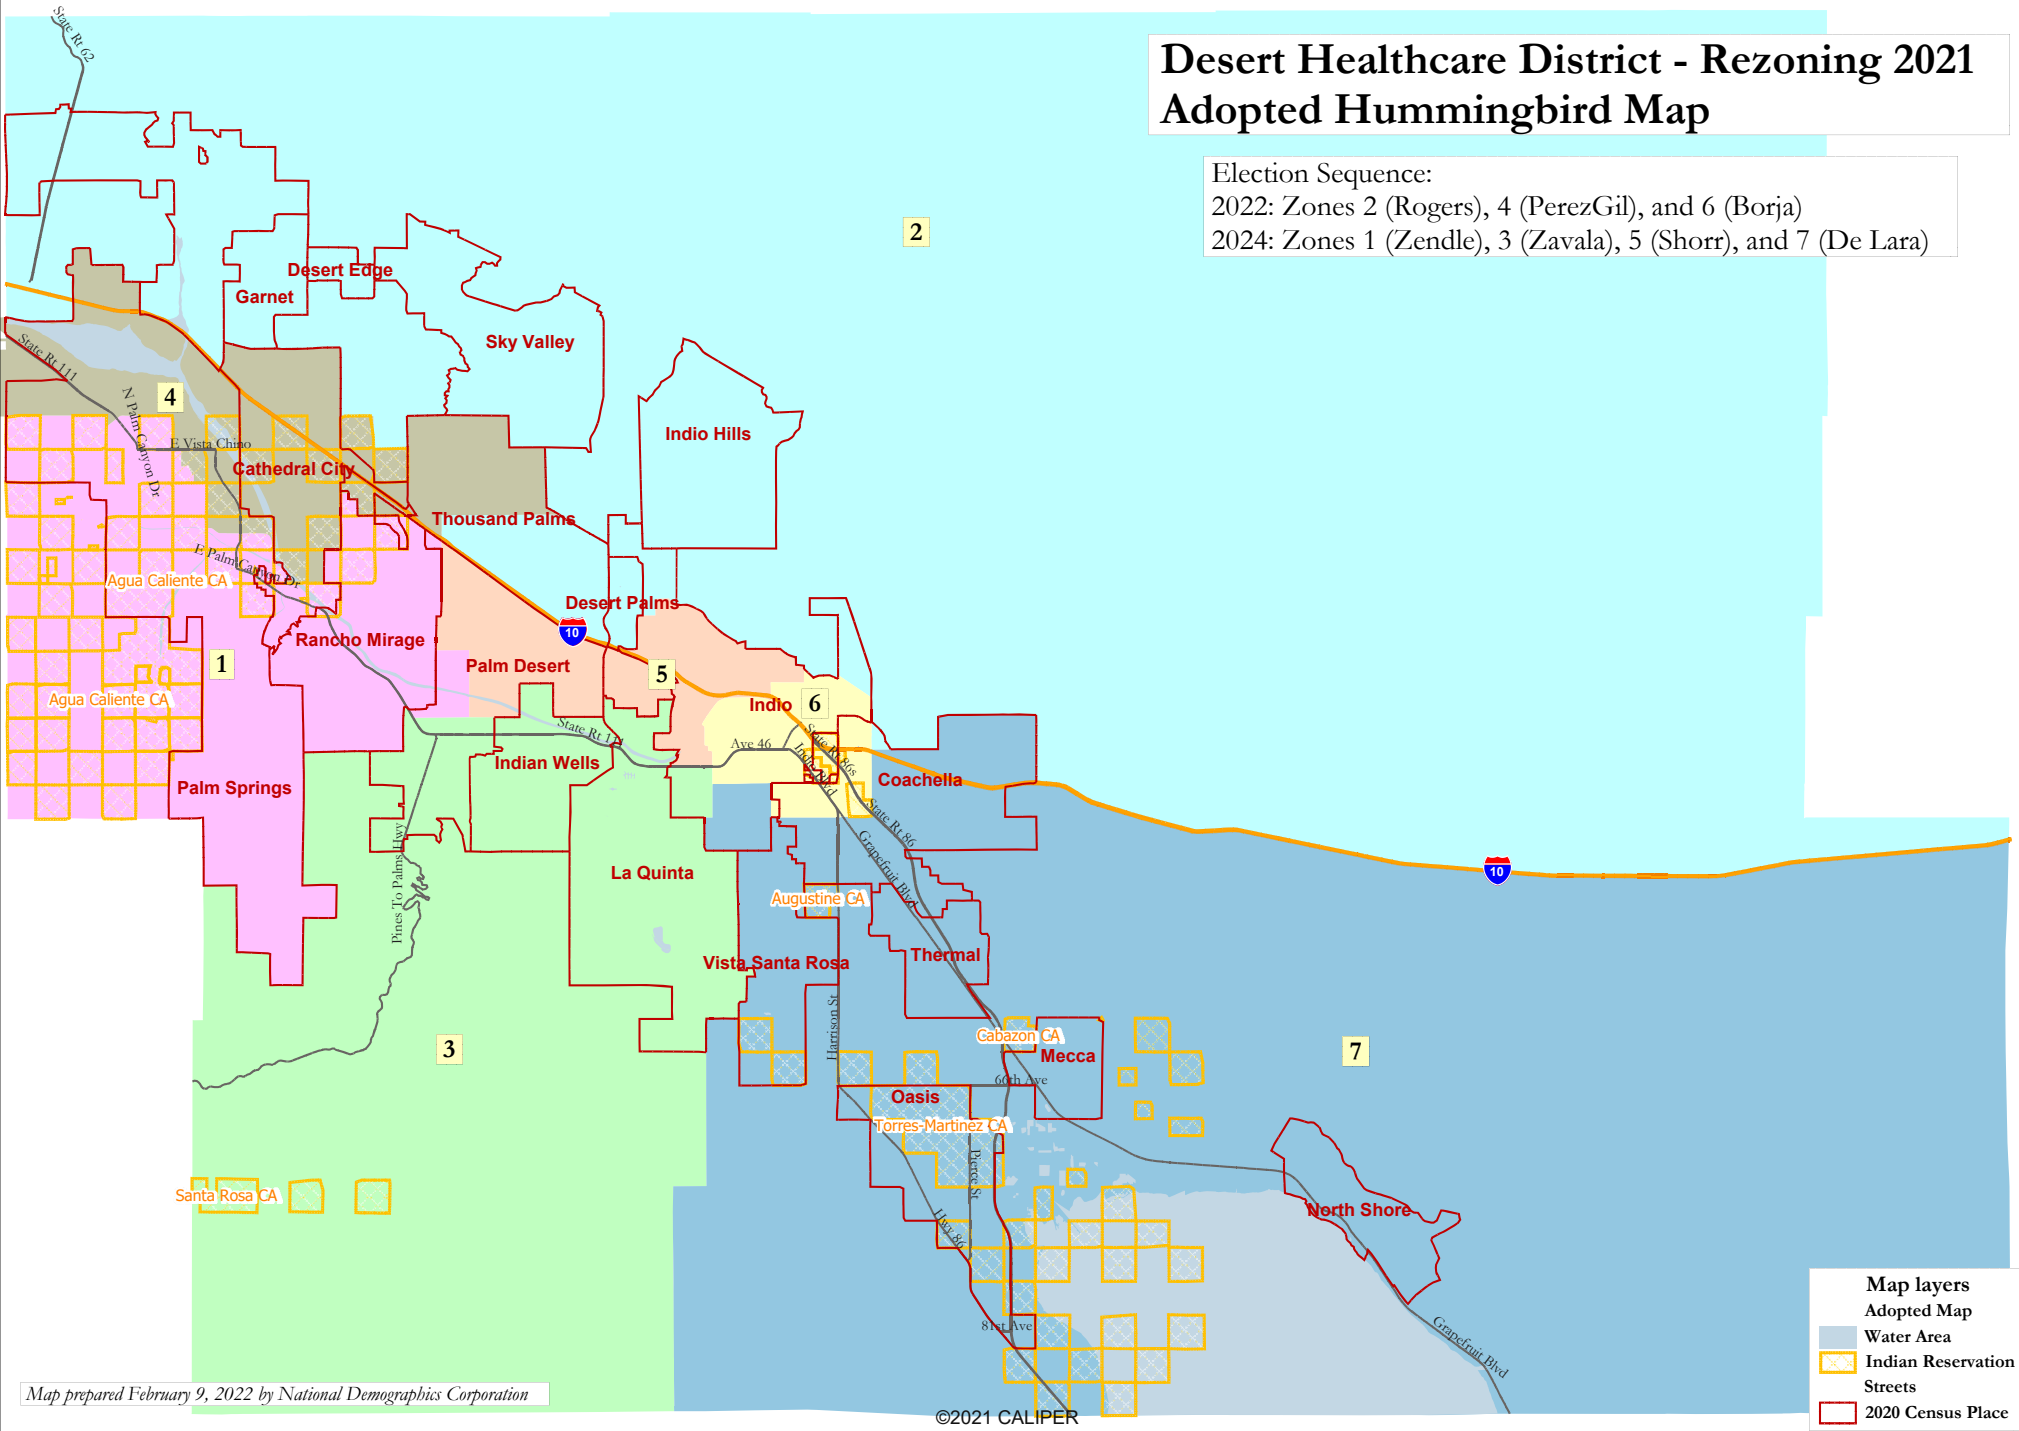 Desert Healthcare District - Rezoning 2021
Adopted Hummingbird Map
Election Sequence:
2022: Zones 2 (Rogers), 4 (PerezGil), and 6 (Borja)
2024: Zones 1 (Zendle), 3 (Zavala), 5 (Shorr), and 7 (De Lara)
State Rt 62
2
Desert Edge
Garnet
Sky Valley
State Rt 111
4
N Palm Canyon Dr
E Vista Chino
Cathedral City
Indio Hills
Thousand Palms
E Palm Canyon Dr
Agua Caliente CA
Desert Palms
10
Rancho Mirage
1
Palm Desert
5
Agua Caliente CA
Indio
6
State Rt 111
Ave 46
State Rt 86s
Indio Blvd
Indian Wells
Coachella
Palm Springs
State Rt 86
Grapefruit Blvd
Pines To Palms Hwy
La Quinta
10
Augustine CA
Vista Santa Rosa
Thermal
Harrison St
Cabazon CA
3
Mecca
7
66th Ave
Oasis
Torres-Martinez CA
Pierce St
Santa Rosa CA
Hwy 86
North Shore
81st Ave
Grapefruit Blvd
Map layers
Adopted Map
Water Area
Indian Reservation
Streets
2020 Census Place
Map prepared February 9, 2022 by National Demographics Corporation
©2021 CALIPER